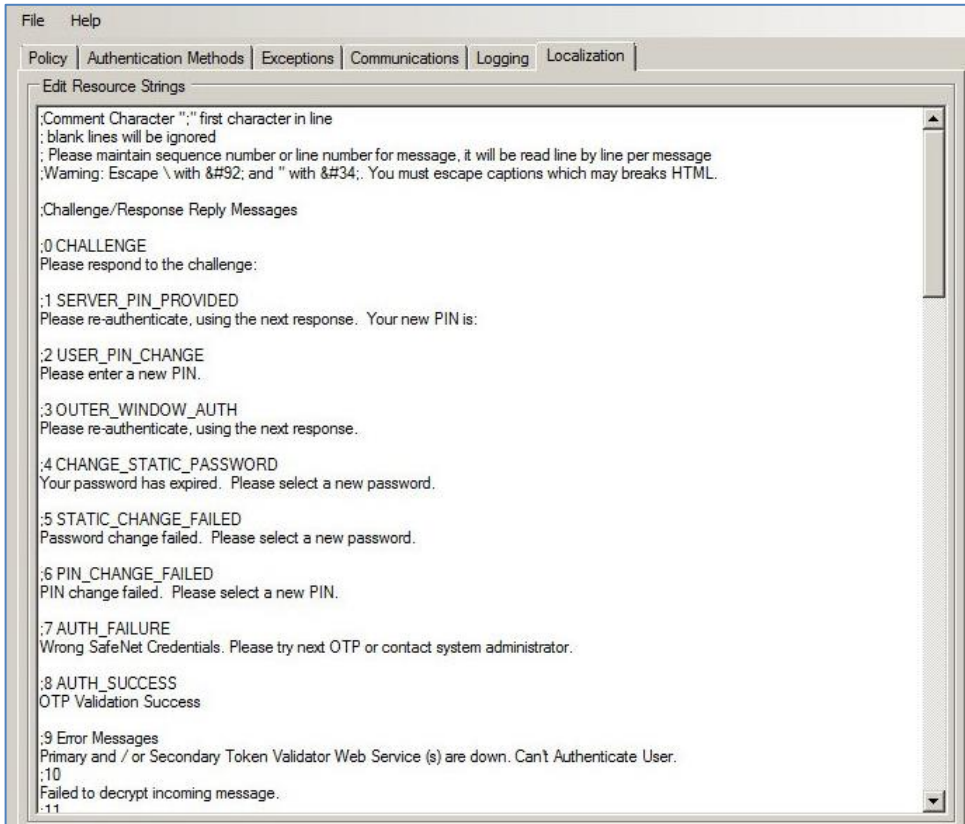 File Help
Policy Authentication Methods Exceptions Communications Logging Localization
Edit Resource Strings
;Comment Character ";" first character in line
; blank lines will be ignored
; Please maintain sequence number or line number for message, it will be read line by line per message
;Warning: Escape \ with &#92; and " with &#34;. You must escape captions which may breaks HTML.
;Challenge/Response Reply Messages
;0 CHALLENGE
Please respond to the challenge:
;1 SERVER_PIN_PROVIDED
Please re-authenticate, using the next response.  Your new PIN is:
;2 USER_PIN_CHANGE
Please enter a new PIN.
;3 OUTER_WINDOW_AUTH
Please re-authenticate, using the next response.
;4 CHANGE_STATIC_PASSWORD
Your password has expired.  Please select a new password.
;5 STATIC_CHANGE_FAILED
Password change failed.  Please select a new password.
;6 PIN_CHANGE_FAILED
PIN change failed.  Please select a new PIN.
;7 AUTH_FAILURE
Wrong SafeNet Credentials. Please try next OTP or contact system administrator.
;8 AUTH_SUCCESS
OTP Validation Success
;9 Error Messages
Primary and / or Secondary Token Validator Web Service (s) are down. Can't Authenticate User.
;10
Failed to decrypt incoming message.
;11